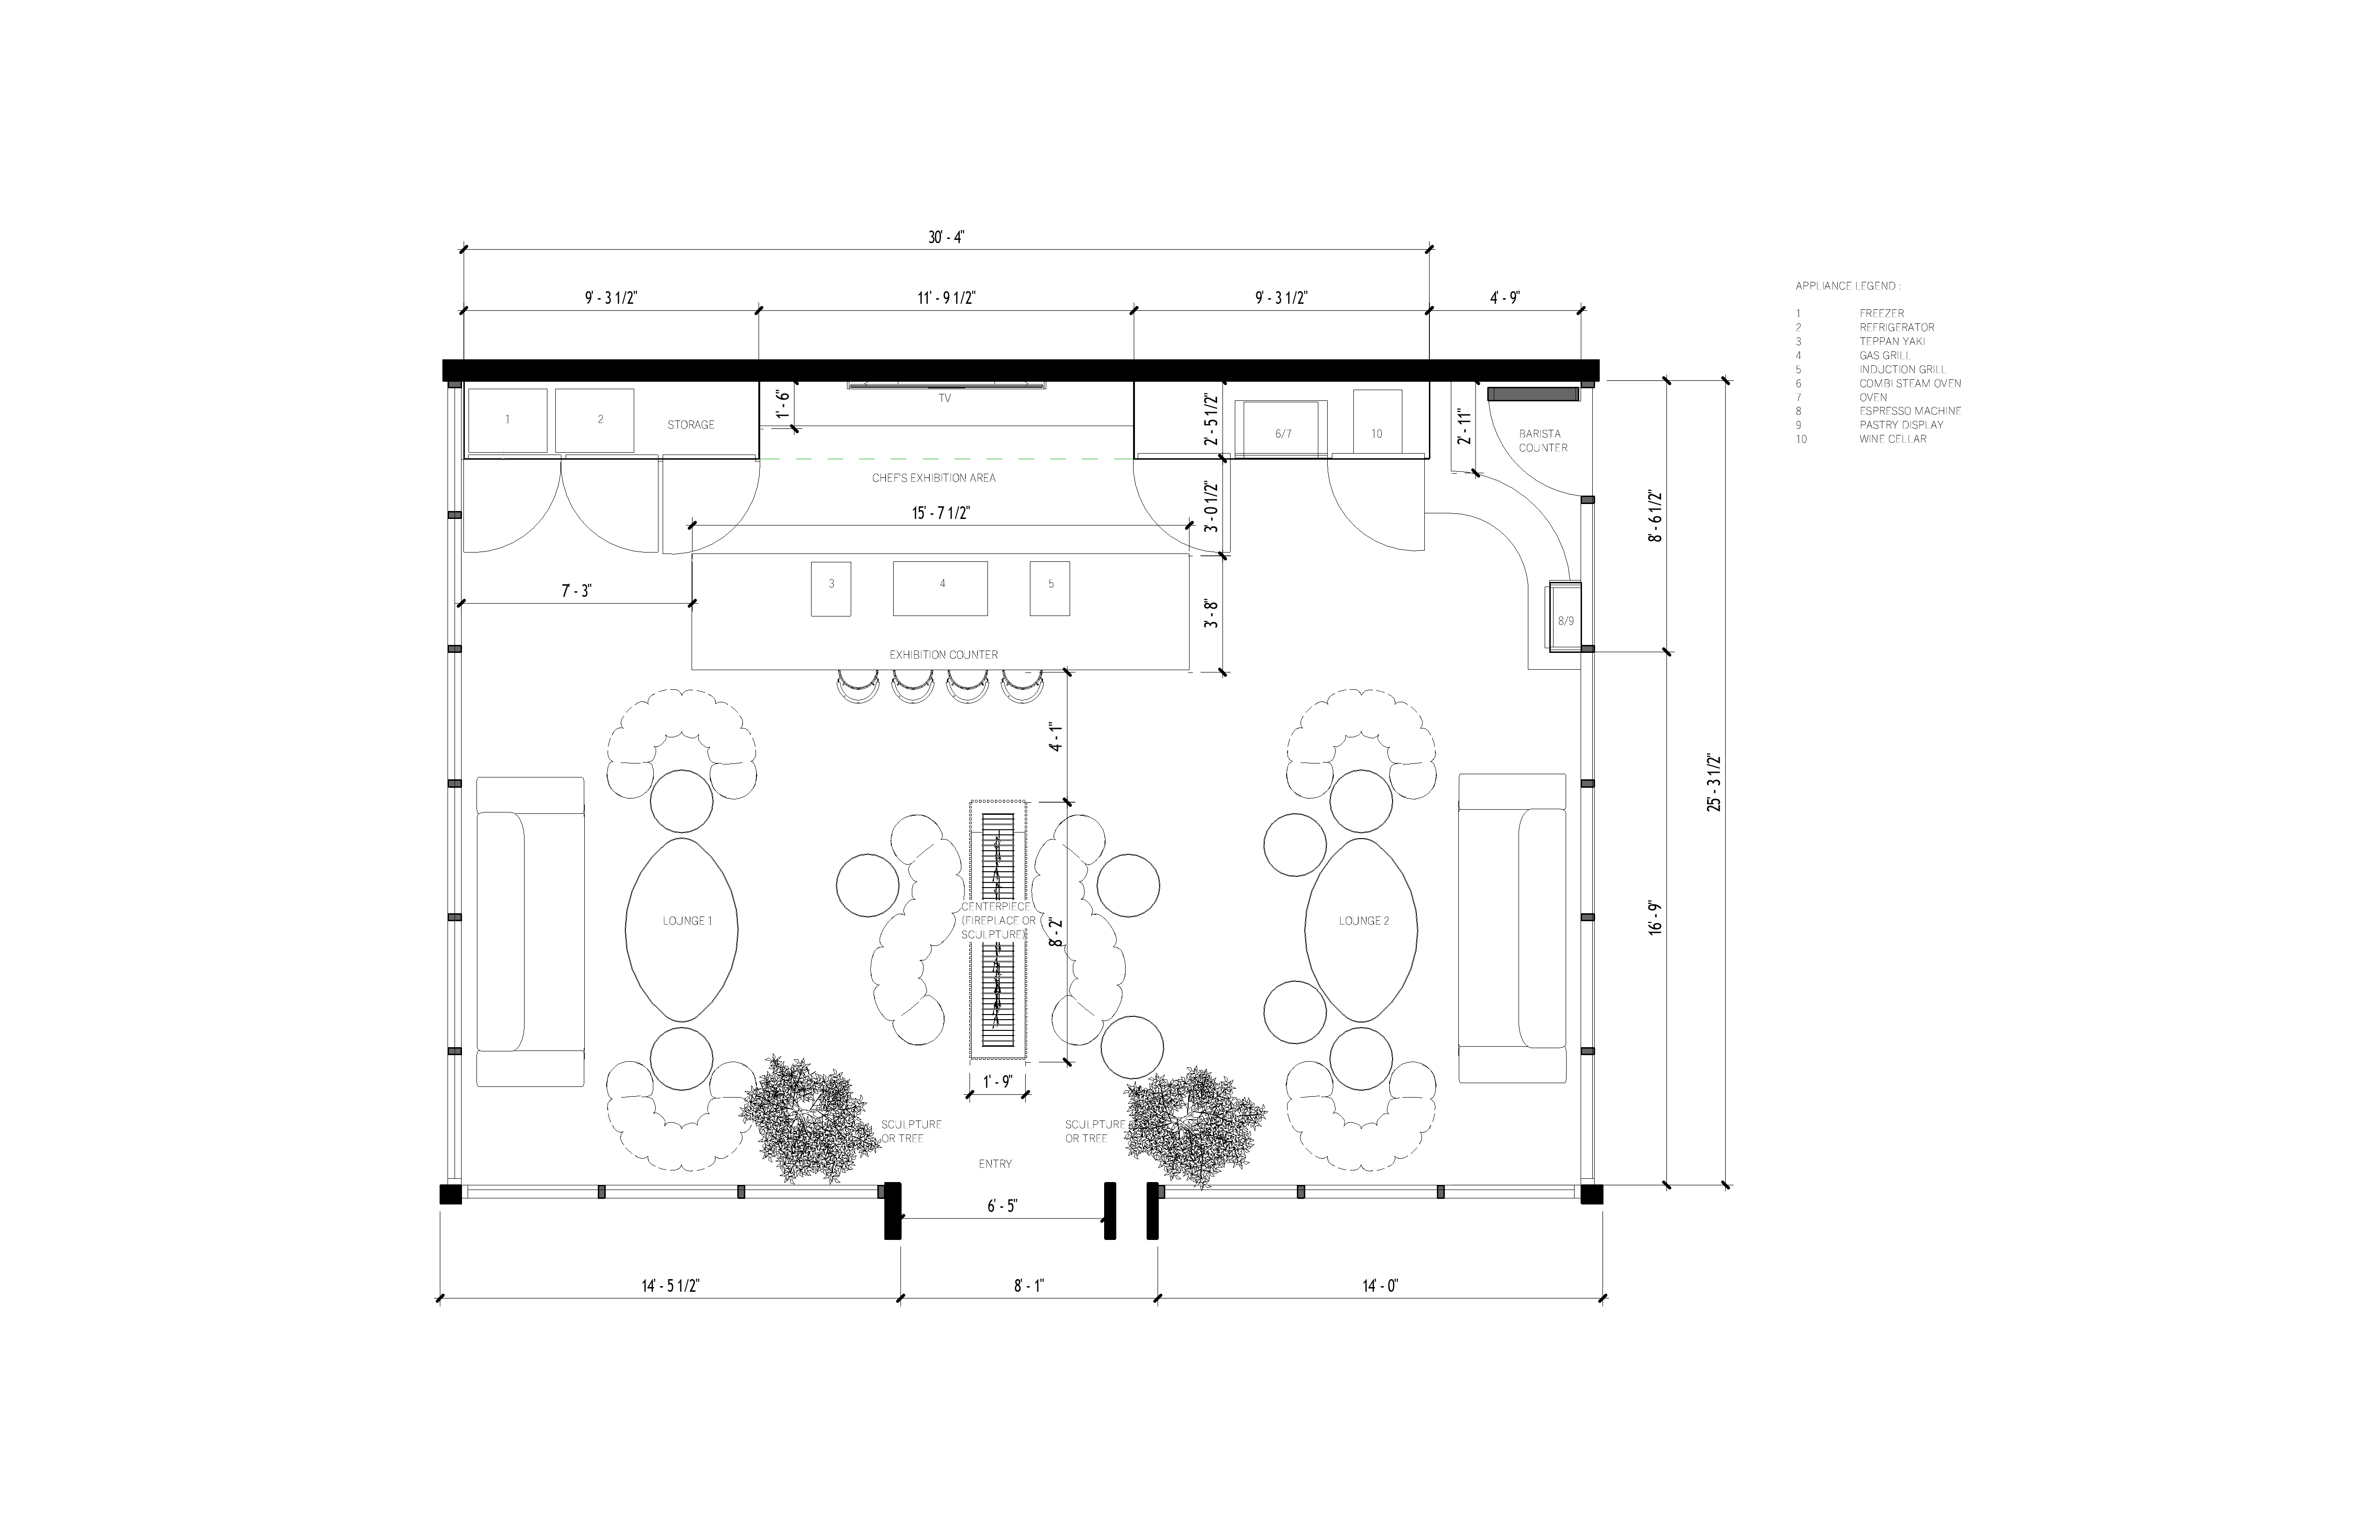 30' - 4"
9' - 3 1/2"
11' - 9 1/2"
9' - 3 1/2"
4' - 9"
APPLIANCE LEGEND :
1 FREEZER
2 REFRIGERATOR
3 TEPPAN YAKI
4 GAS GRILL
5 INDUCTION GRILL
6 COMBI STEAM OVEN
7 OVEN
8 ESPRESSO MACHINE
9 PASTRY DISPLAY
10 WINE CELLAR
1
2
STORAGE
1' - 6"
TV
2' - 5 1/2"
6/7
10
2' - 11"
BARISTA
COUNTER
CHEF'S EXHIBITION AREA
15' - 7 1/2"
3' - 0 1/2"
8' - 6 1/2"
7' - 3"
3
4
5
3' - 8"
8/9
EXHIBITION COUNTER
4' - 1"
25' - 3 1/2"
LOUNGE 1
CENTERPIECE
(FIREPLACE OR
SCULPTURE)
8' - 2"
LOUNGE 2
16' - 9"
1' - 9"
SCULPTURE
OR TREE
SCULPTURE
OR TREE
ENTRY
6' - 5"
14' - 5 1/2"
8' - 1"
14' - 0"